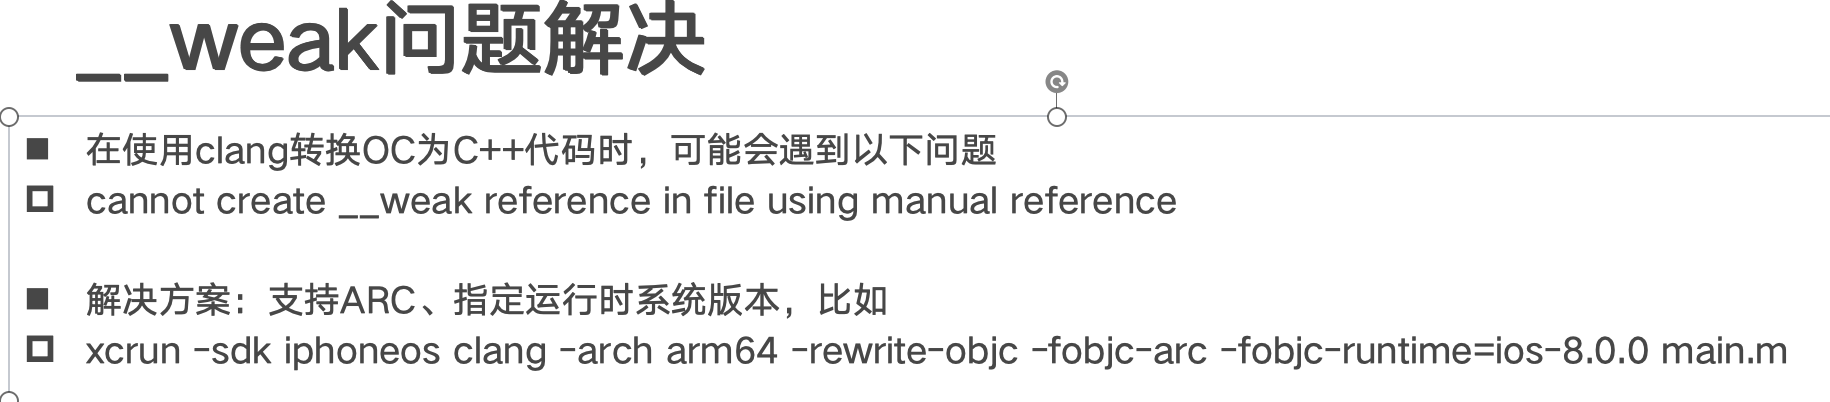 __weak问题解决
在使用clang转换OC为C++代码时，可能会遇到以下问题
cannot create __weak reference in file using manual reference
解决方案：支持ARC、指定运行时系统版本，比如
xcrun -sdk iphoneos clang -arch arm64 -rewrite-objc -fobjc-arc -fobjc-runtime=ios-8.0.0 main.m